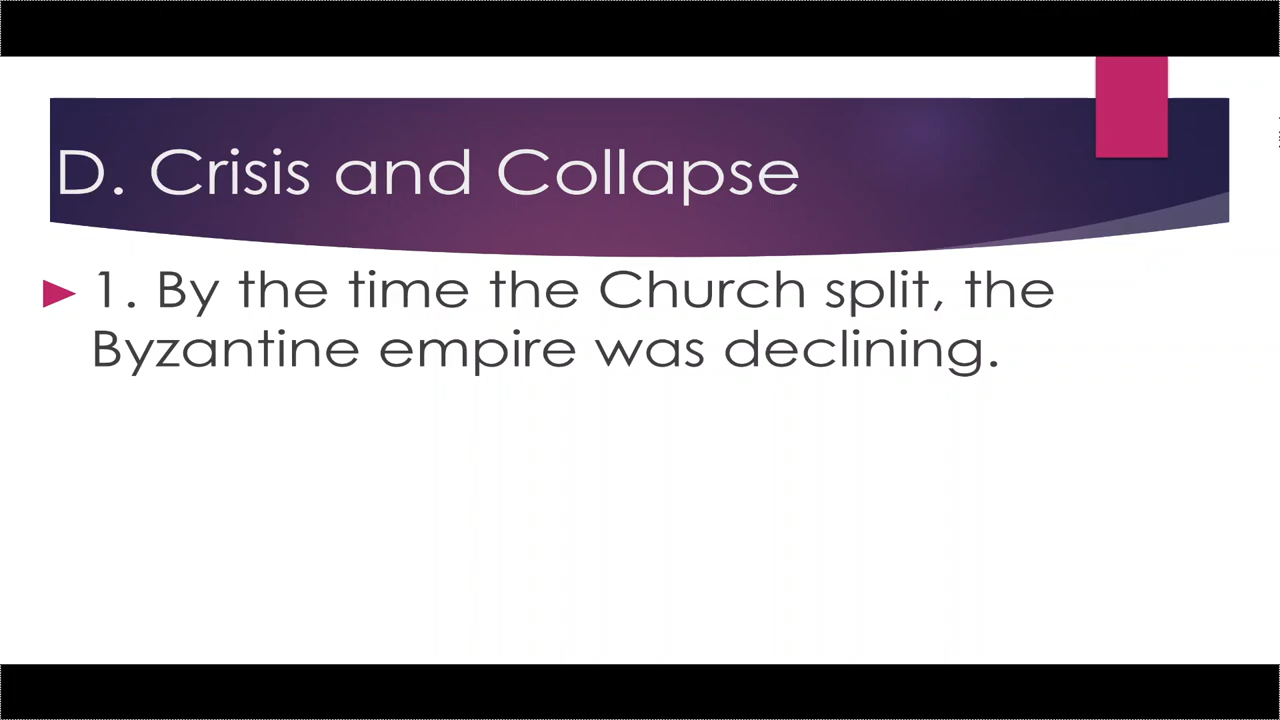 D. Crisis and Collapse
1. By the time the Church split, the
Byzantine empire was declining.